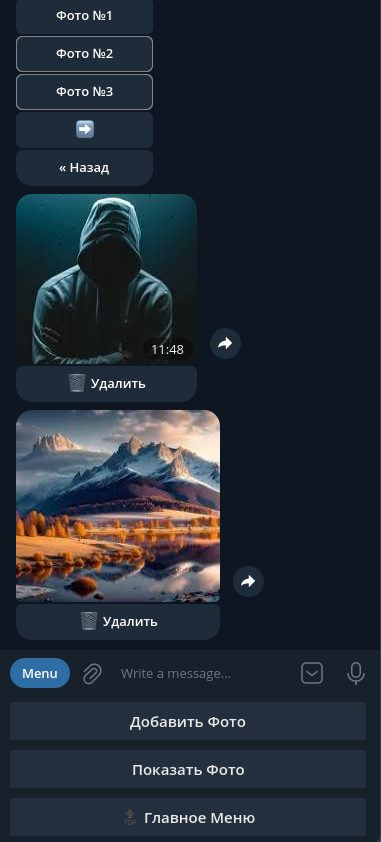 Фото №1
Фото №2
Фото №3
« Назад
11:48
Удалить
Удалить
Menu
Write a message...
Добавить Фото
Показать Фото
TOP Главное Меню